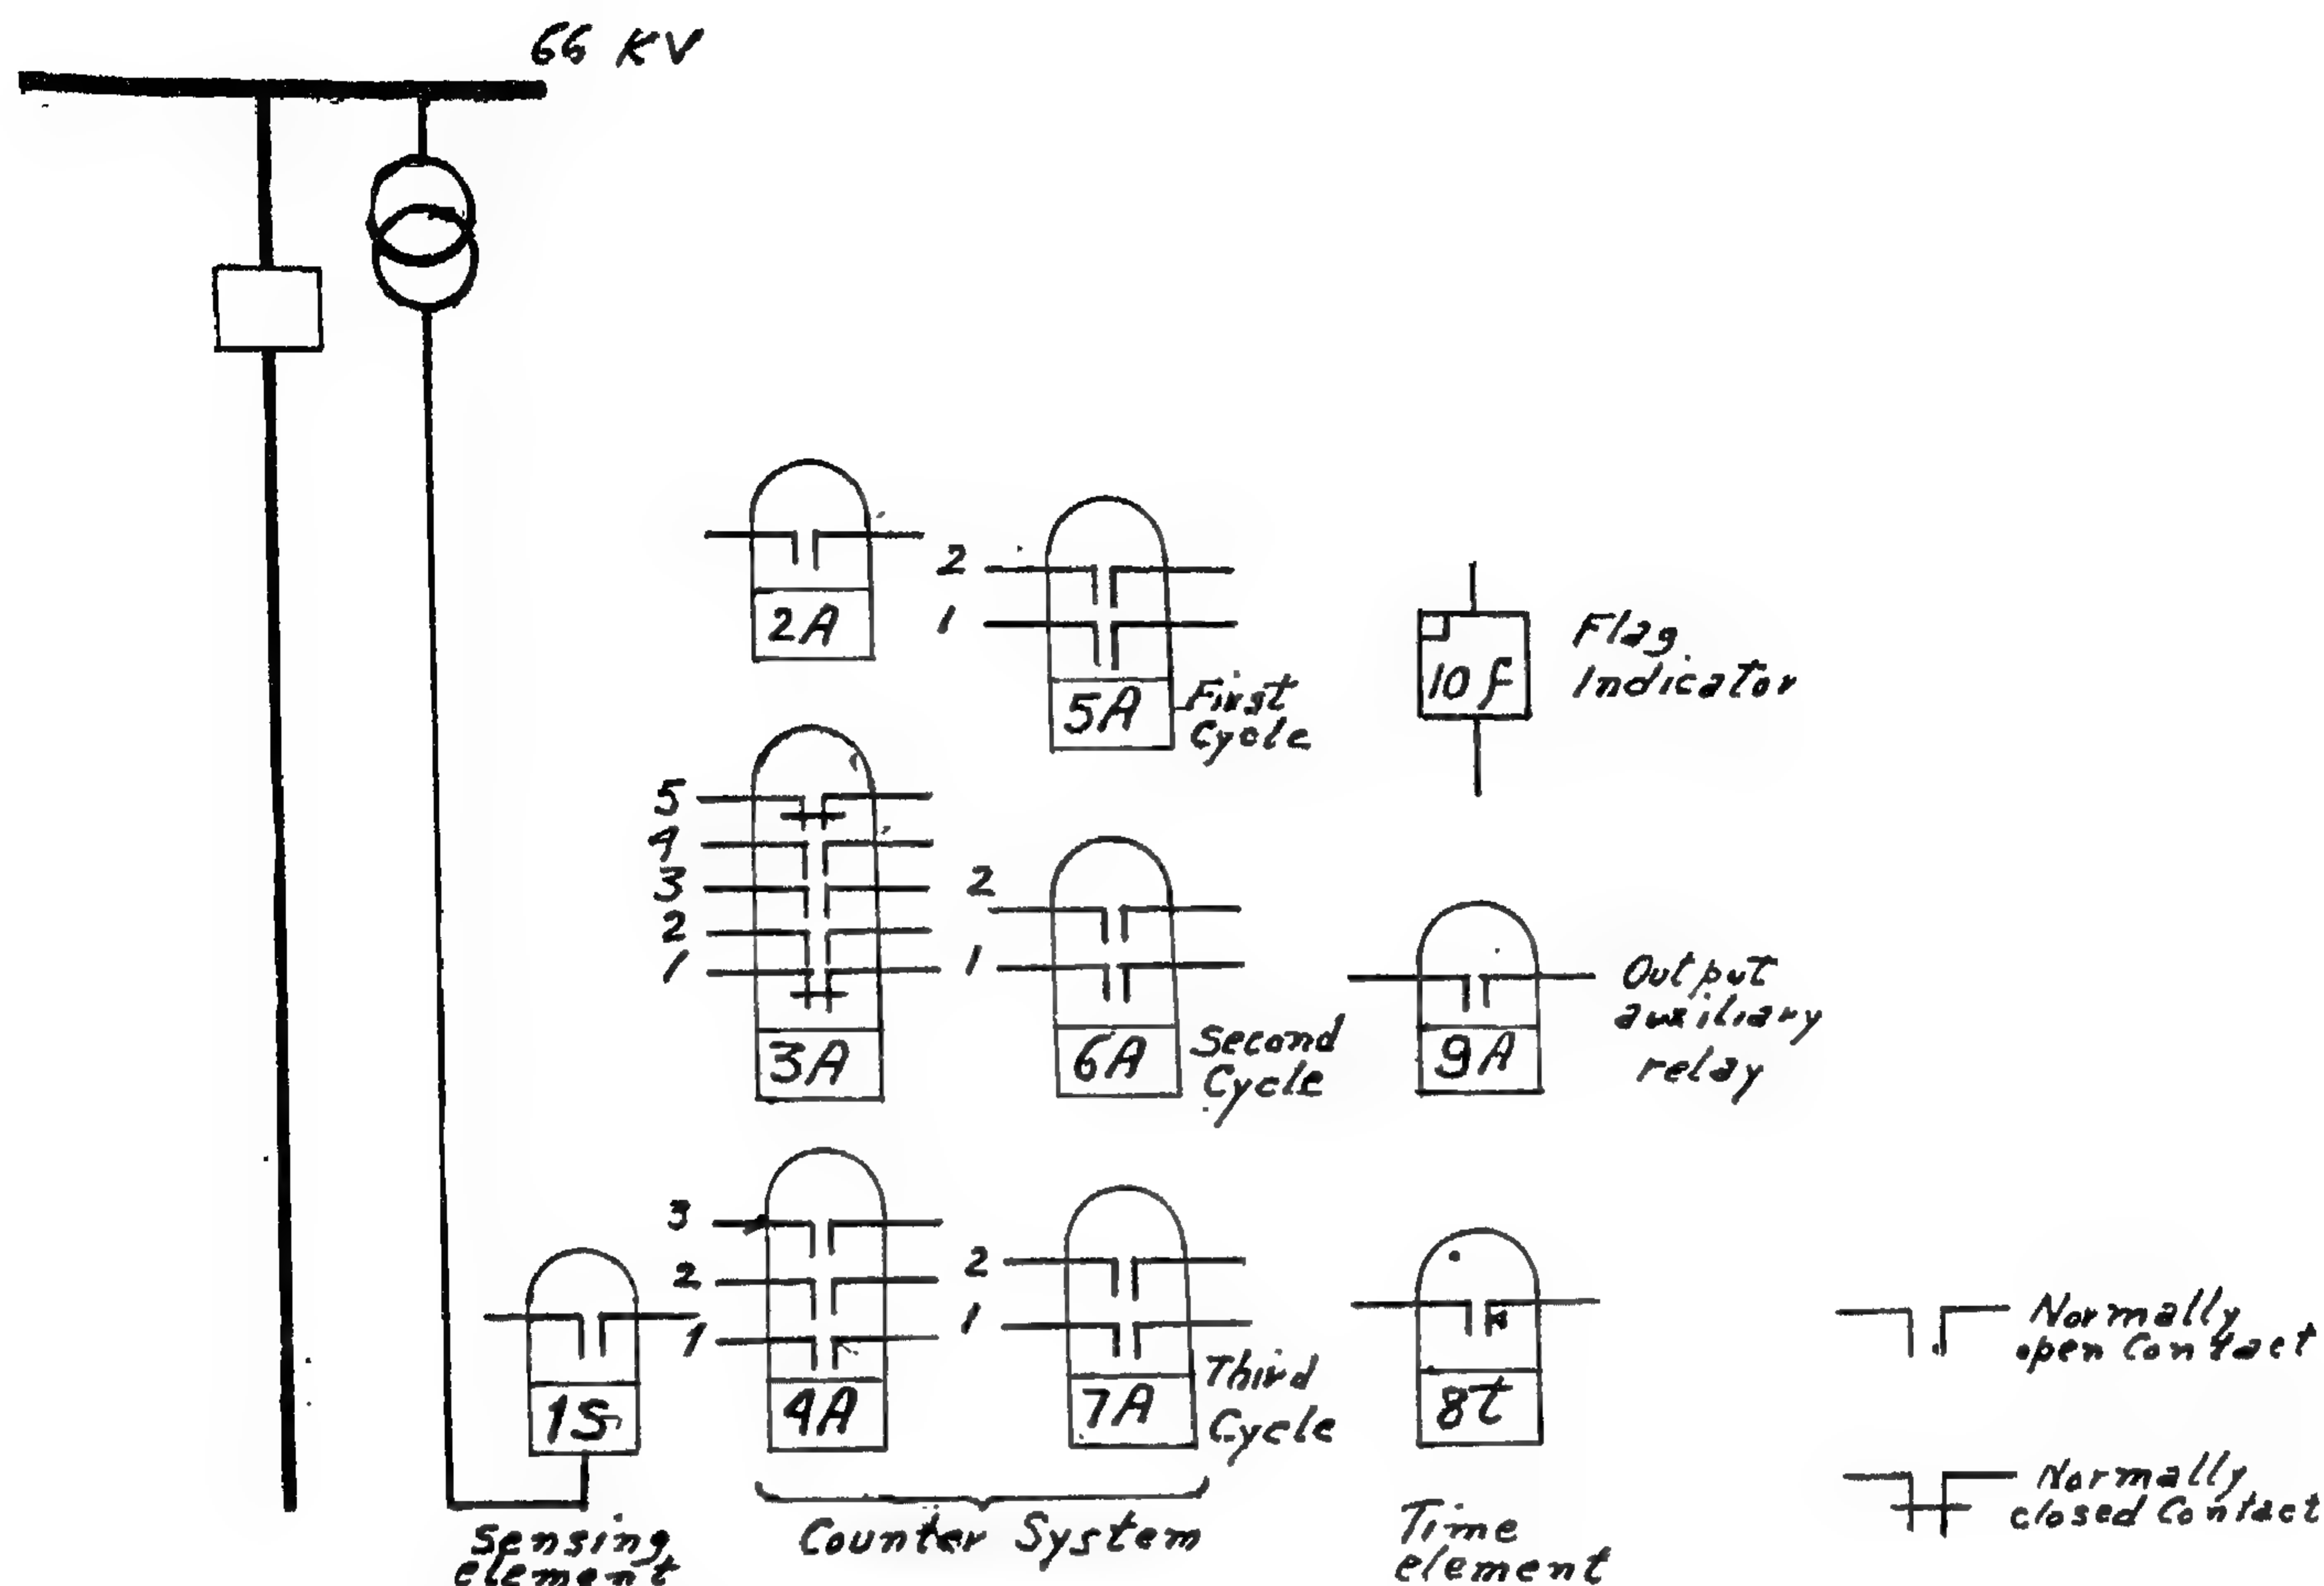 66 KV
2A
2
1
5A
First
Cycle
10 f
Flag
Indicator
5
4
3
2
1
3A
2
1
6A
Second
Cycle
9A
Output
auxiliary
relay
1S
Sensing
element
3
2
1
4A
2
1
7A
Third
Cycle
Counter System
8t
Time
element
Normally
open Contact
Normally
closed Contact